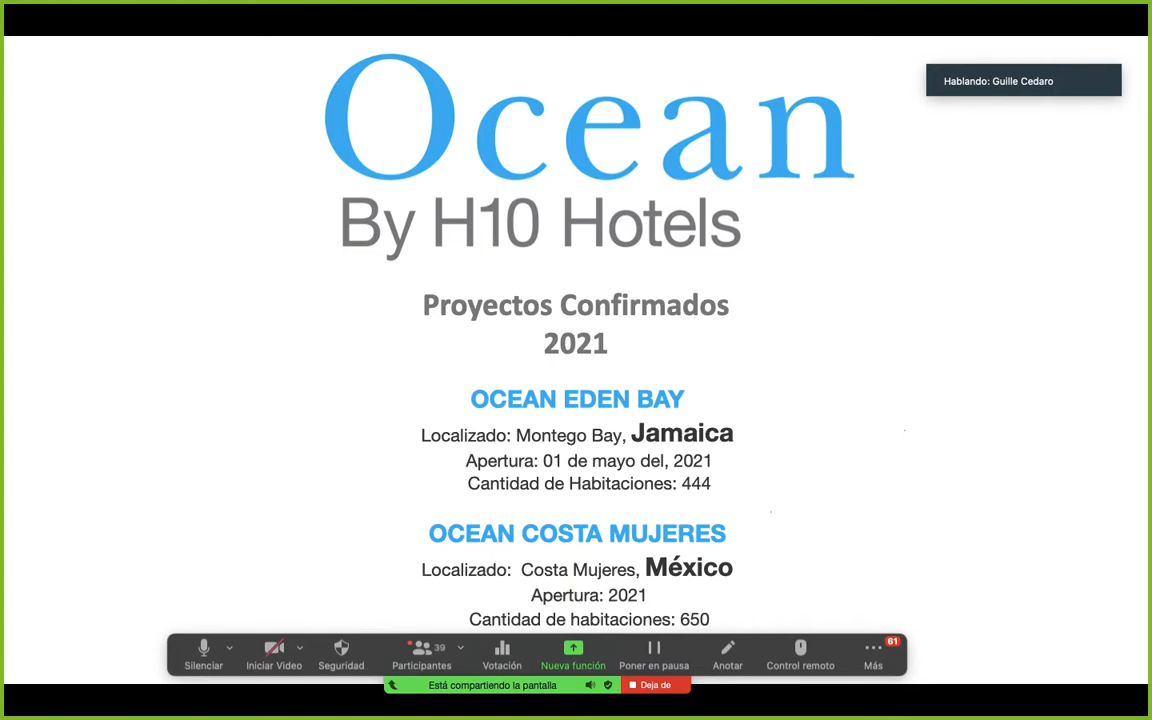 Ocean
By H10 Hotels
Hablando: Guille Cedaro
Proyectos Confirmados
2021
OCEAN EDEN BAY
Localizado: Montego Bay, Jamaica
Apertura: 01 de mayo del, 2021
Cantidad de Habitaciones: 444
OCEAN COSTA MUJERES
Localizado: Costa Mujeres, México
Apertura: 2021
Cantidad de habitaciones: 650
Silenciar
Iniciar Video
Seguridad
39
Participantes
Votación
Nueva función
Poner en pausa
Anotar
Control remoto
61
Más
Está compartiendo la pantalla
Deja de